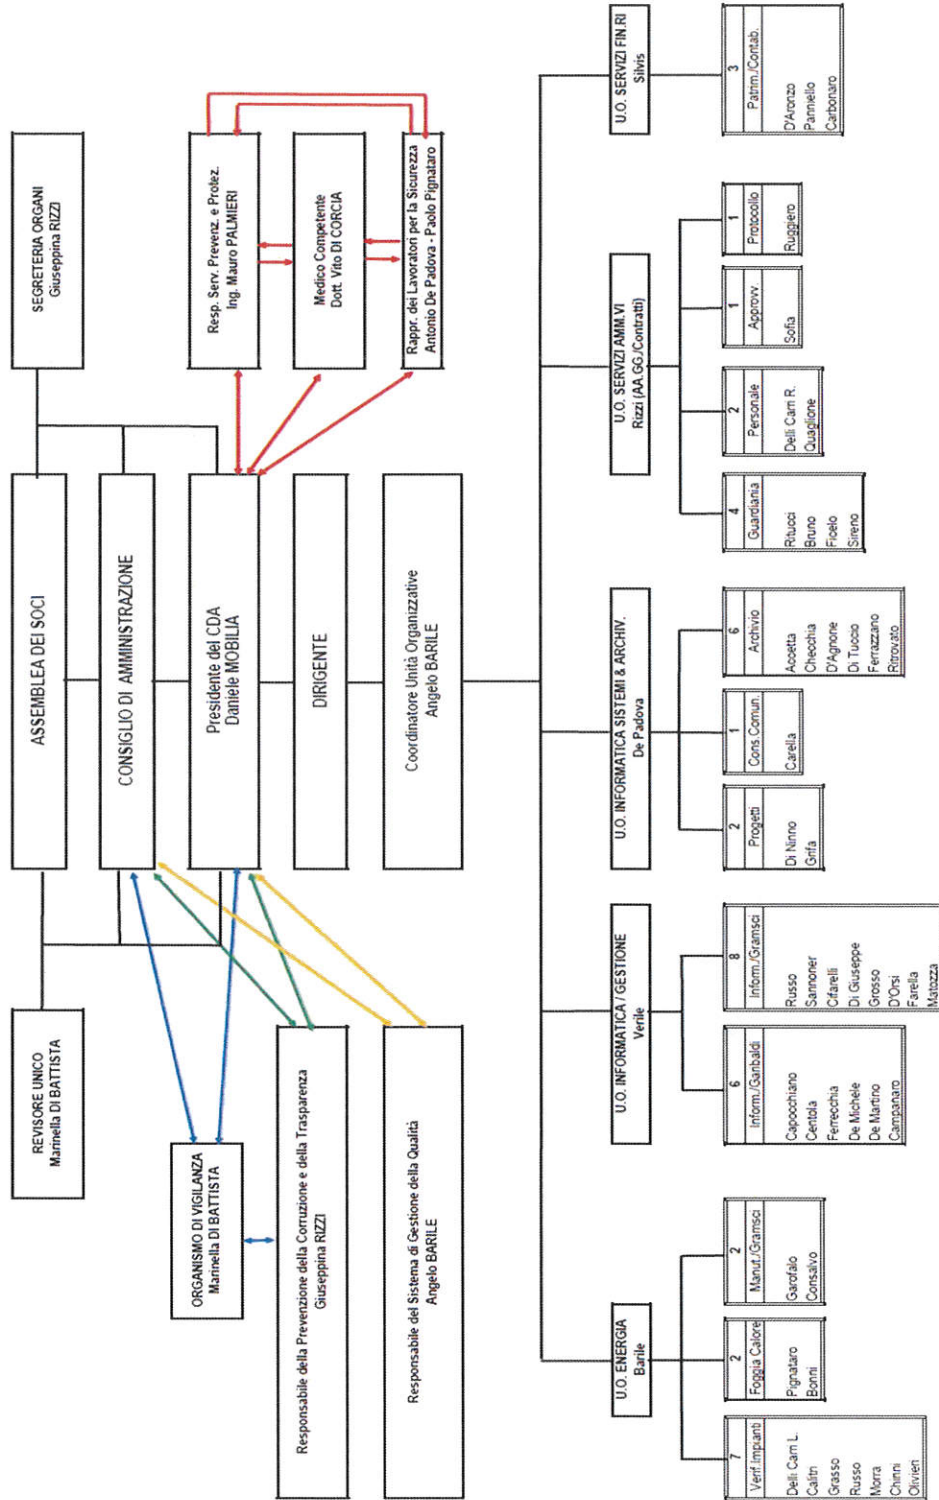 REVISORE UNICO
Marinella DI BATTISTA
ASSEMBLEA DEI SOCI
SEGRETERIA ORGANI
Giuseppina RIZZI
CONSIGLIO DI AMMINISTRAZIONE
ORGANISMO DI VIGILANZA
Marinella DI BATTISTA
Presidente del CDA
Daniele MOBILIA
Resp. Serv. Prevenz. e Protez.
Ing. Mauro PALMIERI
Responsabile della Prevenzione della Corruzione e della Trasparenza
Giuseppina RIZZI
DIRIGENTE
Medico Competente
Dott. Vito DI CORCIA
Responsabile del Sistema di Gestione della Qualità
Angelo BARILE
Coordinatore Unità Organizzative
Angelo BARILE
Rappr. dei Lavoratori per la Sicurezza
Antonio De Padova - Paolo Pignataro
U.O. ENERGIA
Barile
U.O. INFORMATICA / GESTIONE
Verile
U.O. INFORMATICA SISTEMI & ARCHIV.
De Padova
U.O. SERVIZI AMM.VI
Rizzi (AA.GG./Contratti)
U.O. SERVIZI FIN.RI
Silvis
7
Verif.Impianti
Delli Carri L.
Calitri
Grasso
Russo
Morra
Chinni
Olivieri
2
Foggia Calore
Pignataro
Bonni
2
Manut./Gramsci
Garofalo
Consalvo
6
Inform./Garibaldi
Capocchiano
Centola
Ferrecchia
De Michele
De Martino
Campanaro
8
Inform./Gramsci
Russo
Sannoner
Cifarelli
Di Giuseppe
Grosso
D'Orsi
Farella
Matozza
2
Progetti
Di Ninno
Grifa
1
Cons.Comun.
Carella
6
Archivio
Accetta
Checchia
D'Agnone
Di Tuccio
Ferrazzano
Ritrovato
4
Guardiania
Ritucci
Bruno
Fioelo
Sireno
2
Personale
Delli Carri R.
Quaglione
1
Approvv.
Sofia
1
Protocollo
Ruggiero
3
Patrim./Contab.
D'Aronzo
Panniello
Carbonaro